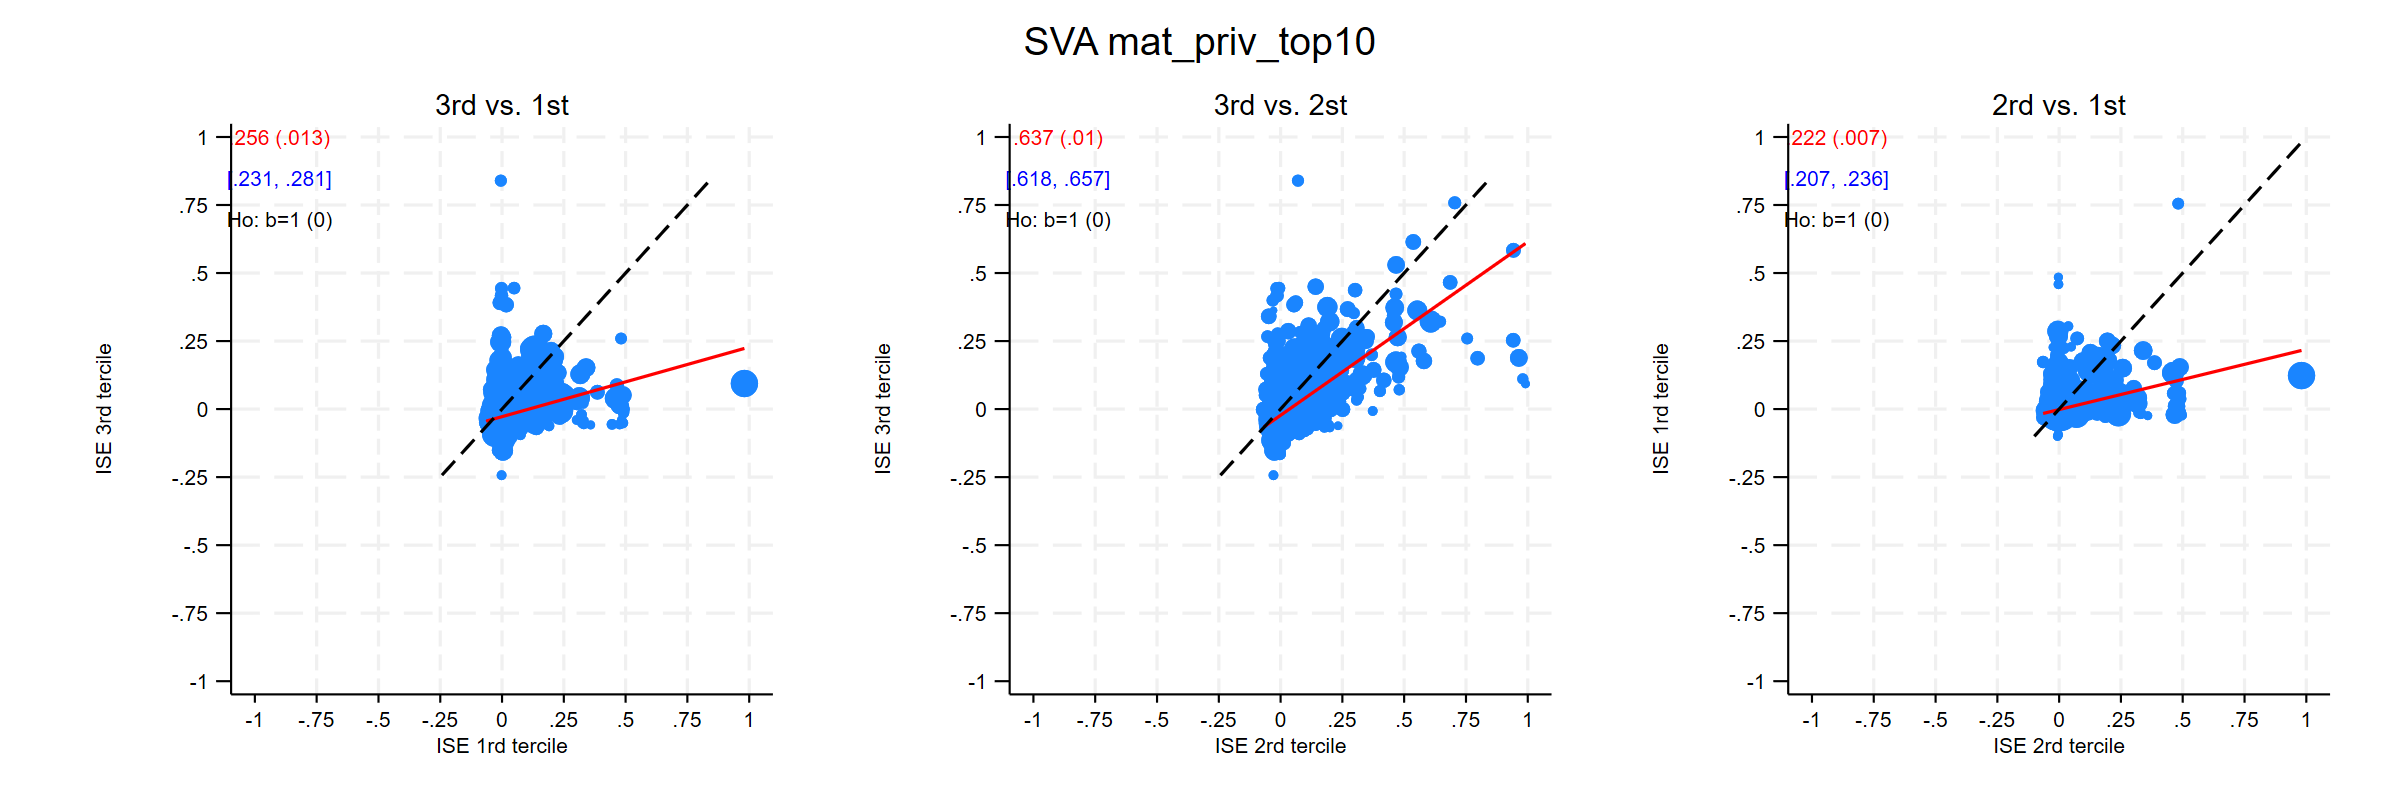 SVA mat_priv_top10
3rd vs. 1st
.256 (.013)
[.231, .281]
Ho: b=1 (0)
1
.75
.5
.25
0
-.25
-.5
-.75
-1
ISE 3rd tercile
-1 -.75 -.5 -.25 0 .25 .5 .75 1
ISE 1rd tercile
3rd vs. 2st
.637 (.01)
[.618, .657]
Ho: b=1 (0)
1
.75
.5
.25
0
-.25
-.5
-.75
-1
ISE 3rd tercile
-1 -.75 -.5 -.25 0 .25 .5 .75 1
ISE 2rd tercile
2rd vs. 1st
.222 (.007)
[.207, .236]
Ho: b=1 (0)
1
.75
.5
.25
0
-.25
-.5
-.75
-1
ISE 1rd tercile
-1 -.75 -.5 -.25 0 .25 .5 .75 1
ISE 2rd tercile